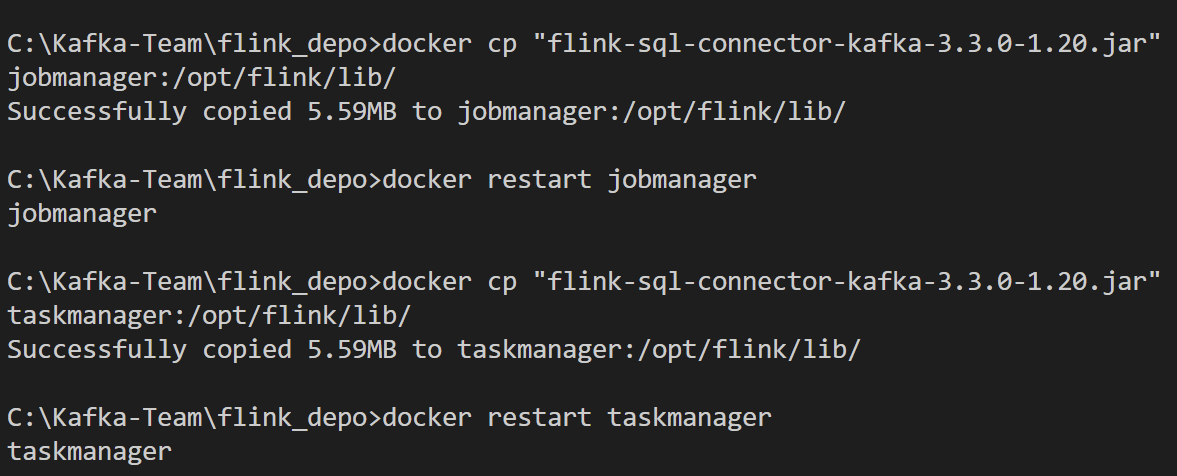 C:\Kafka-Team\flink_depo>docker cp "flink-sql-connector-kafka-3.3.0-1.20.jar"
jobmanager:/opt/flink/lib/
Successfully copied 5.59MB to jobmanager:/opt/flink/lib/
C:\Kafka-Team\flink_depo>docker restart jobmanager
jobmanager
C:\Kafka-Team\flink_depo>docker cp "flink-sql-connector-kafka-3.3.0-1.20.jar"
taskmanager:/opt/flink/lib/
Successfully copied 5.59MB to taskmanager:/opt/flink/lib/
C:\Kafka-Team\flink_depo>docker restart taskmanager
taskmanager